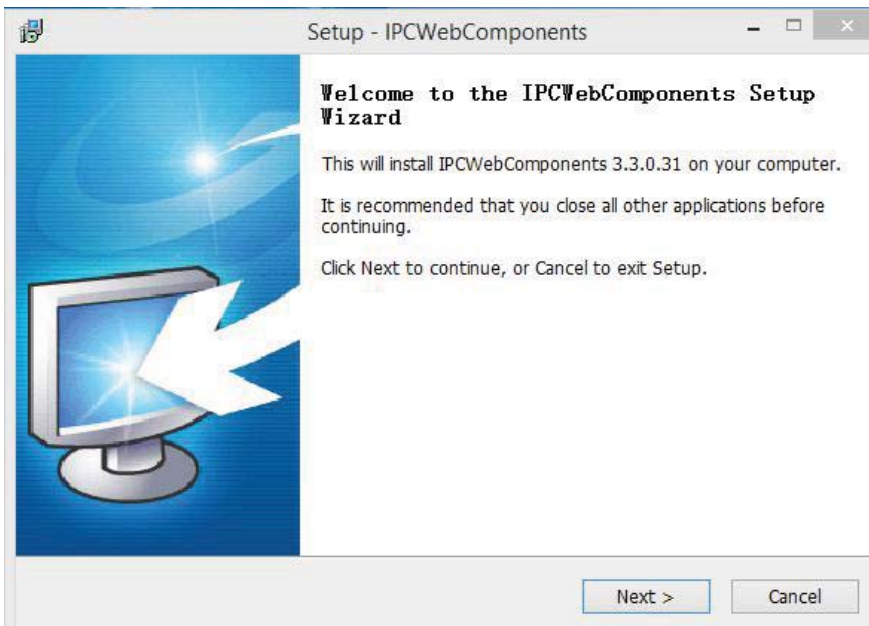 Setup - IPCWebComponents
Welcome to the IPCWebComponents Setup
Wizard
This will install IPCWebComponents 3.3.0.31 on your computer.
It is recommended that you close all other applications before
continuing.
Click Next to continue, or Cancel to exit Setup.
Next >
Cancel